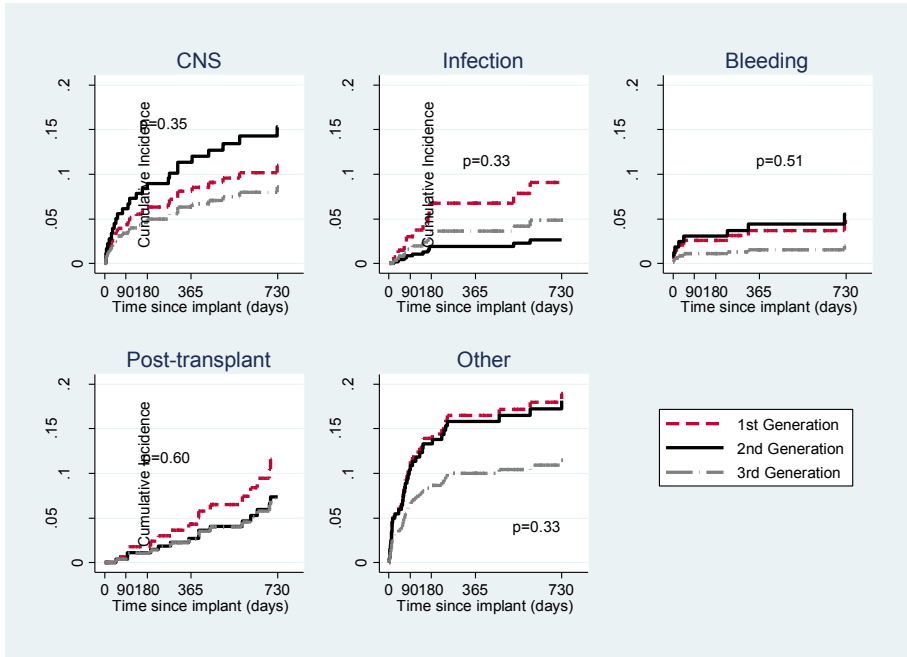 CNS
.2
.15
.1
.05
0
Cumulative Incidence
p=0.35
0 90180 365 730
Time since implant (days)
Infection
.2
.15
.1
.05
0
Cumulative Incidence
p=0.33
0 90180 365 730
Time since implant (days)
Bleeding
.2
.15
.1
.05
0
p=0.51
0 90180 365 730
Time since implant (days)
Post-transplant
.2
.15
.1
.05
0
Cumulative Incidence
p=0.60
0 90180 365 730
Time since implant (days)
Other
.2
.15
.1
.05
0
p=0.33
0 90180 365 730
Time since implant (days)
1st Generation
2nd Generation
3rd Generation